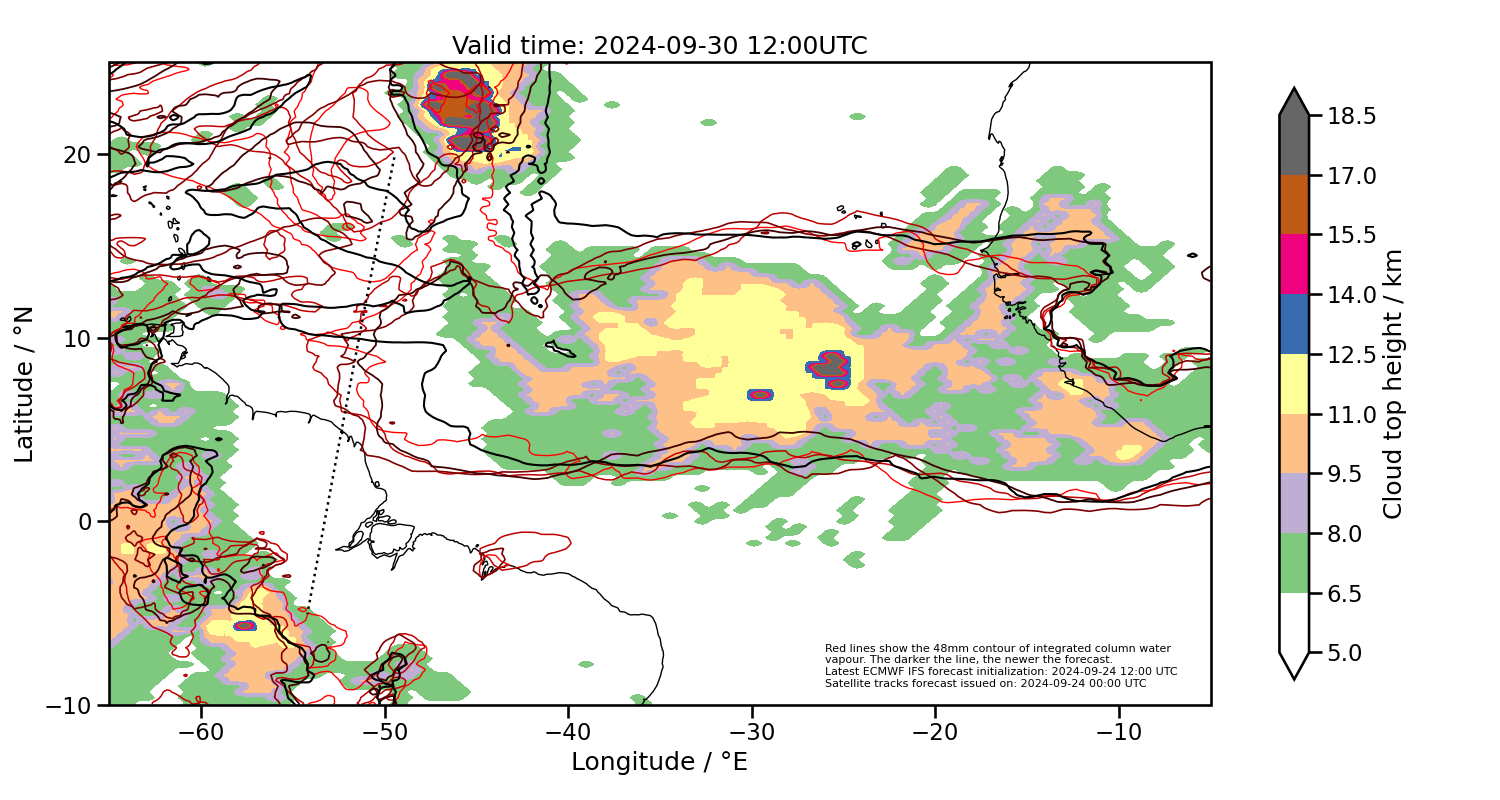 Valid time: 2024-09-30 12:00UTC
20
10
0
−10
Latitude / °N
−60
−50
−40
−30
−20
−10
Longitude / °E
Red lines show the 48mm contour of integrated column water
vapour. The darker the line, the newer the forecast.
Latest ECMWF IFS forecast initialization: 2024-09-24 12:00 UTC
Satellite tracks forecast issued on: 2024-09-24 00:00 UTC
18.5
17.0
15.5
14.0
12.5
11.0
9.5
8.0
6.5
5.0
Cloud top height / km